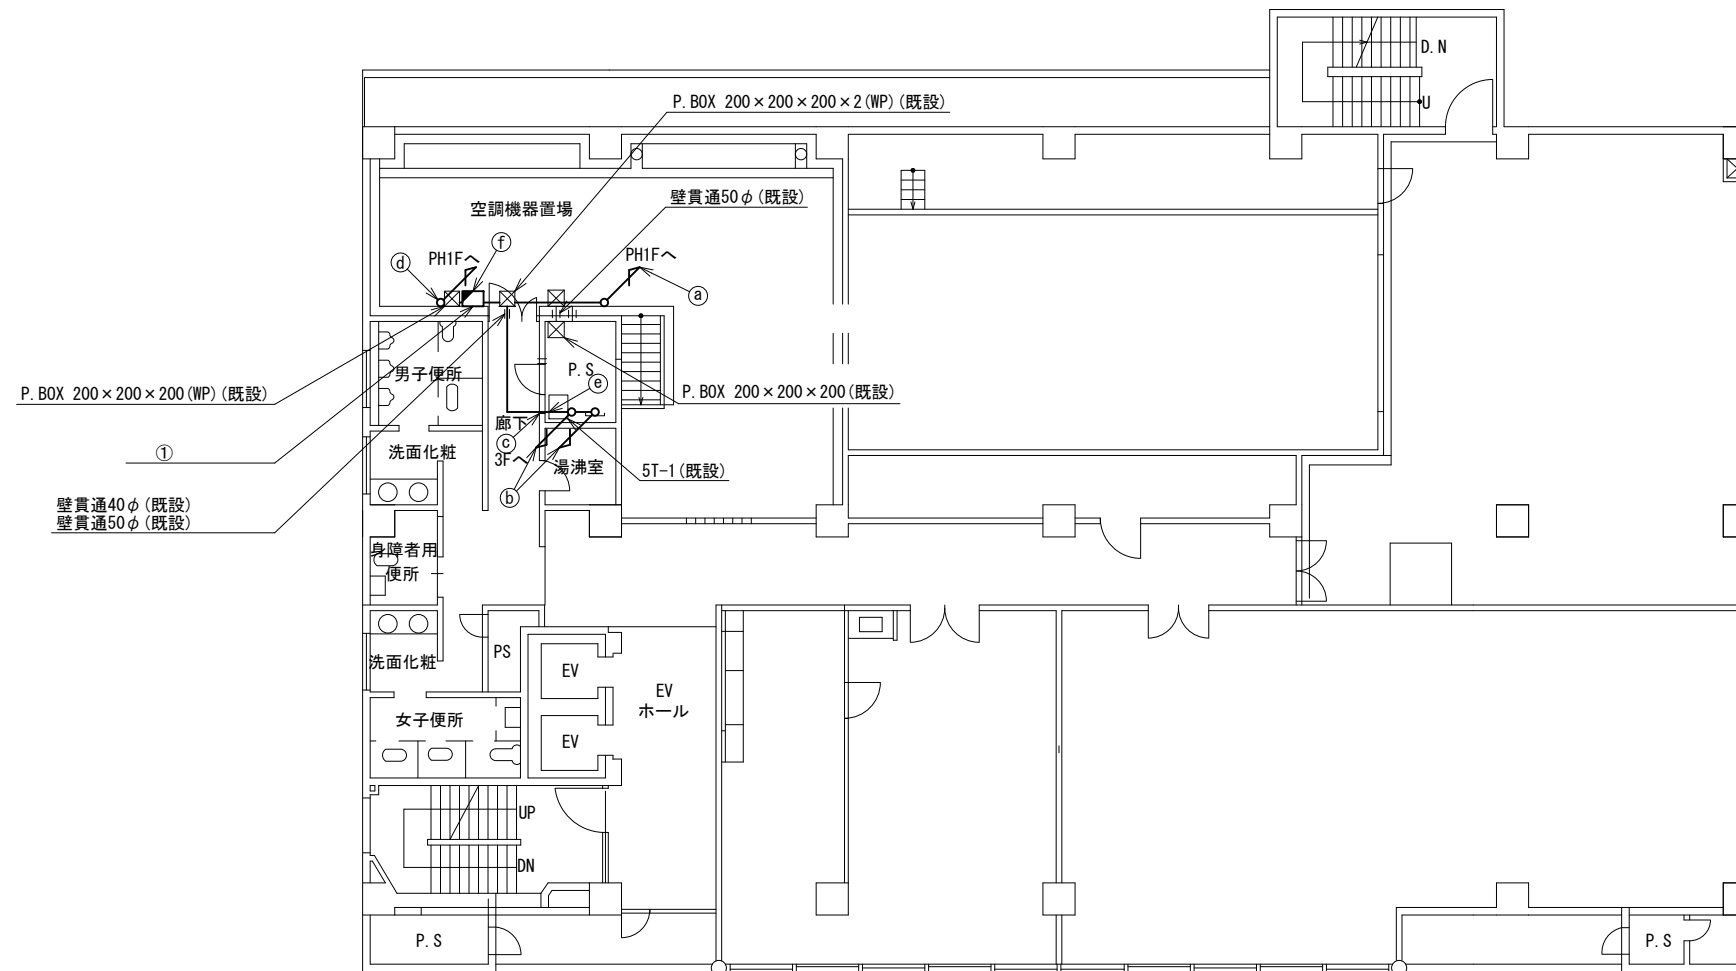 D.N
U
P.BOX 200×200×200×2(WP)(既設)
壁貫通50φ(既設)
空調機器置場
ⓕ
PH1Fへ
PH1Fへ
ⓓ
ⓐ
P.S
男子便所
ⓔ
P.BOX 200×200×200(WP)(既設)
P.BOX 200×200×200(既設)
廊下
ⓒ
①
洗面化粧
3Fへ
湯沸室
5T-1(既設)
ⓑ
壁貫通40φ(既設)
壁貫通50φ(既設)
身障者用
便所
洗面化粧
PS
EV
EV
ホール
女子便所
EV
UP
DN
P.S
P.S